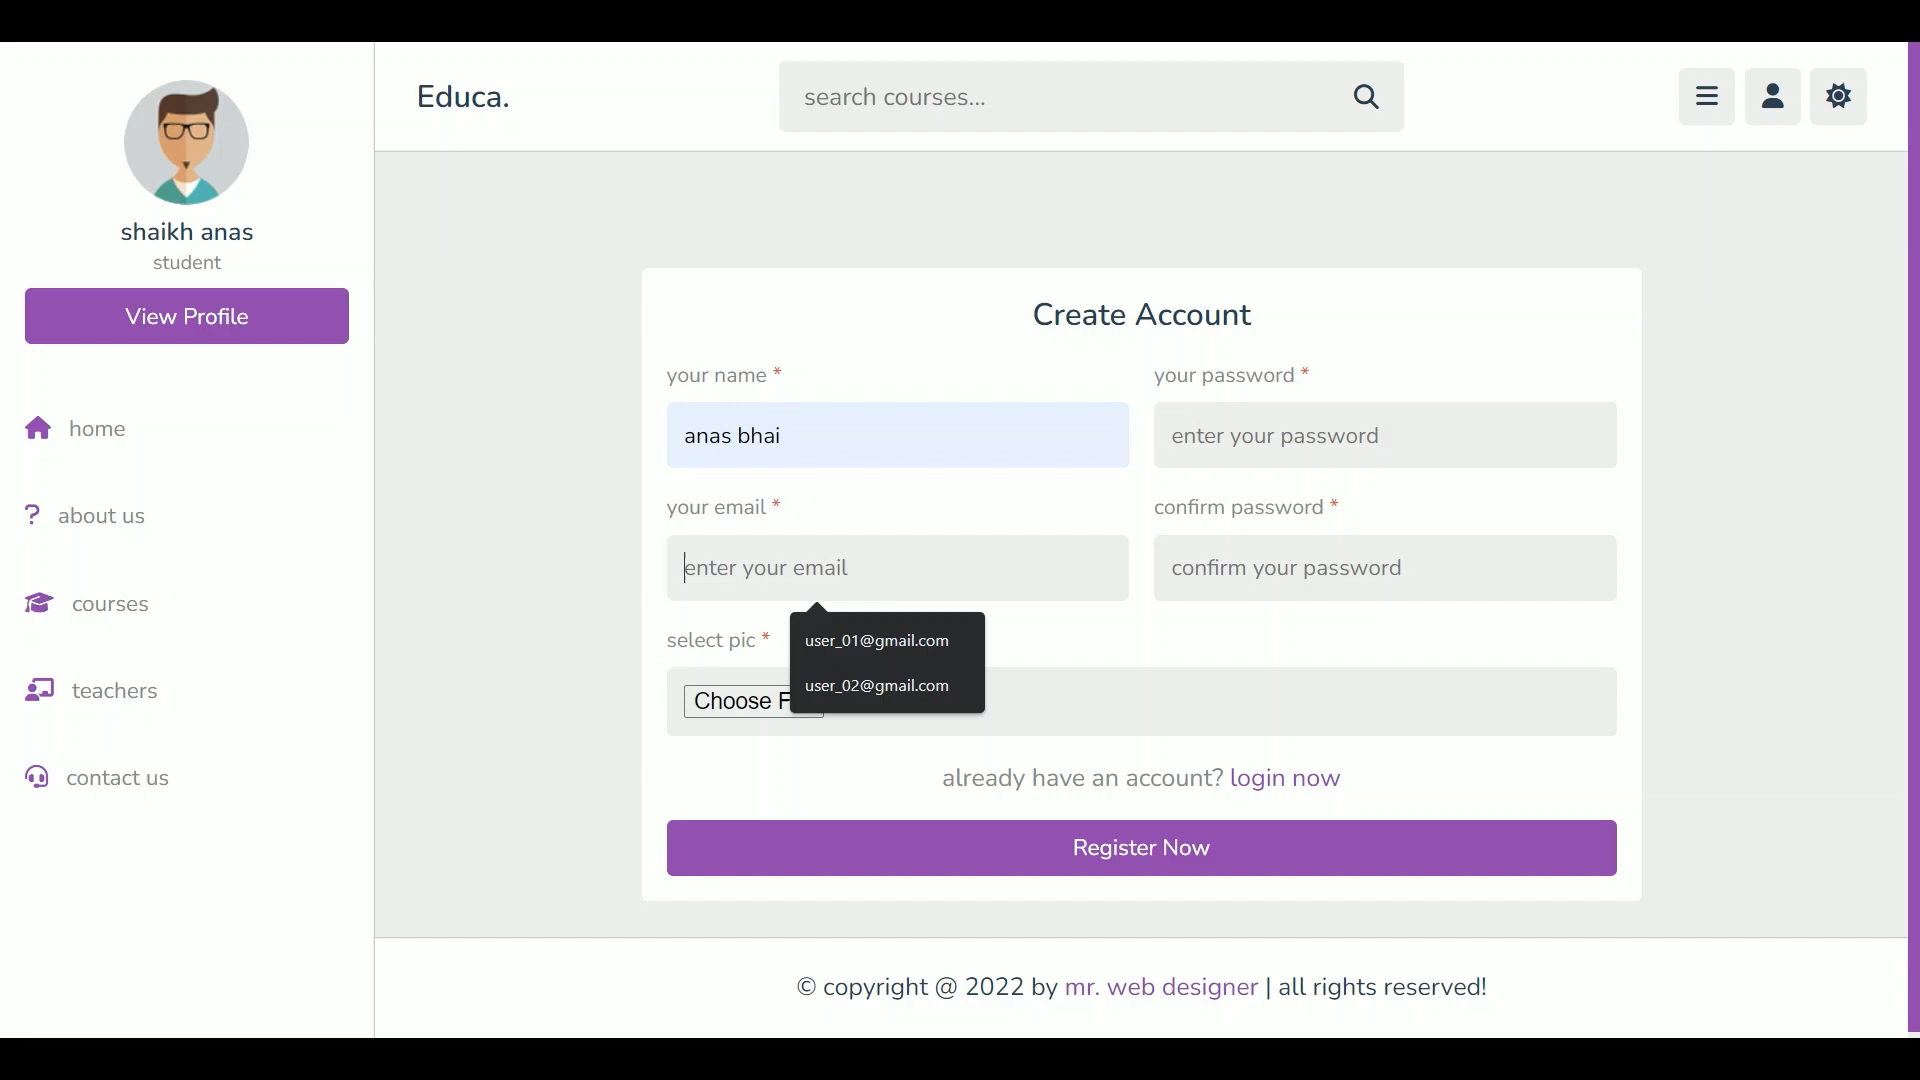 shaikh anas
student
View Profile
home
? about us
courses
teachers
contact us
Educa.
search courses...
Create Account
your name *
anas bhai
your password *
enter your password
your email *
enter your email
confirm password *
confirm your password
select pic *
user_01@gmail.com
user_02@gmail.com
Choose F
already have an account? login now
Register Now
© copyright @ 2022 by mr. web designer | all rights reserved!